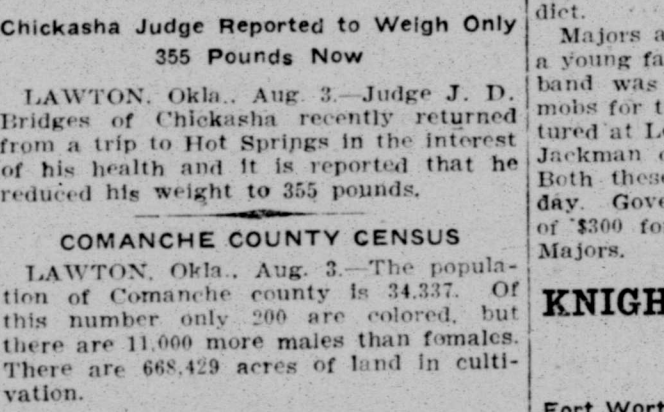 Chickasha Judge Reported to Weigh Only
355 Pounds Now
LAWTON, Okla., Aug. 3.—Judge J. D.
Bridges of Chickasha recently returned
from a trip to Hot Springs in the interest
of his health and it is reported that he
reduced his weight to 355 pounds.
COMANCHE COUNTY CENSUS
LAWTON, Okla., Aug. 3.—The popula-
tion of Comanche county is 34,337. Of
this number only 200 are colored, but
there are 11,000 more males than females.
There are 668,429 acres of land in culti-
vation.
dict.
Majors a
a young fa
band was
mobs for t
tured at L
Jackman
Both thes
day. Gov
of $300 fo
Majors.
KNIGH
Fort Wort